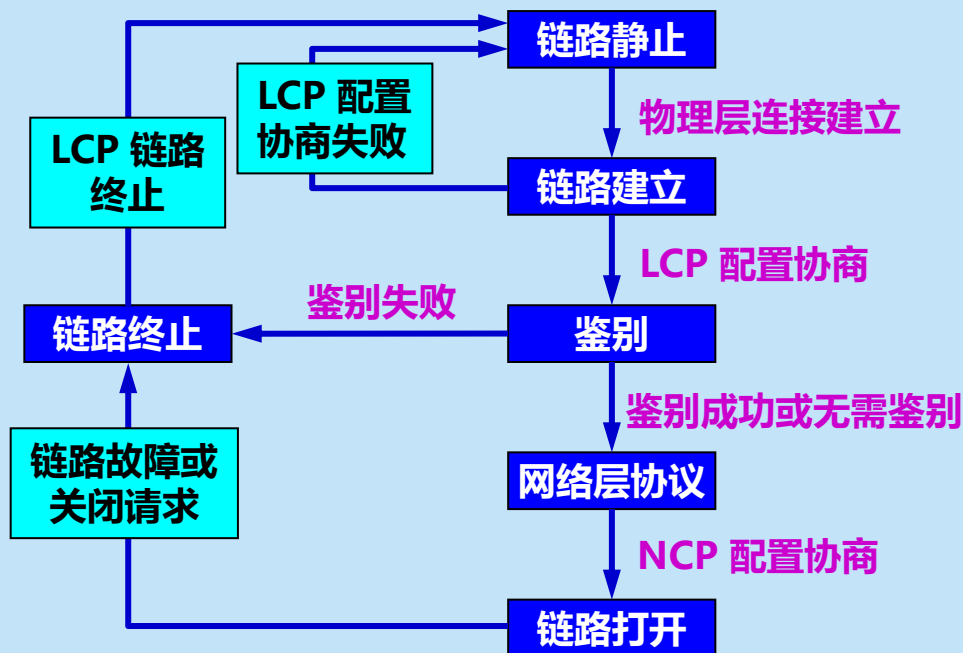 链路静止
LCP 配置
协商失败
物理层连接建立
LCP 链路
终止
链路建立
LCP 配置协商
鉴别失败
链路终止
鉴别
鉴别成功或无需鉴别
链路故障或
关闭请求
网络层协议
NCP 配置协商
链路打开